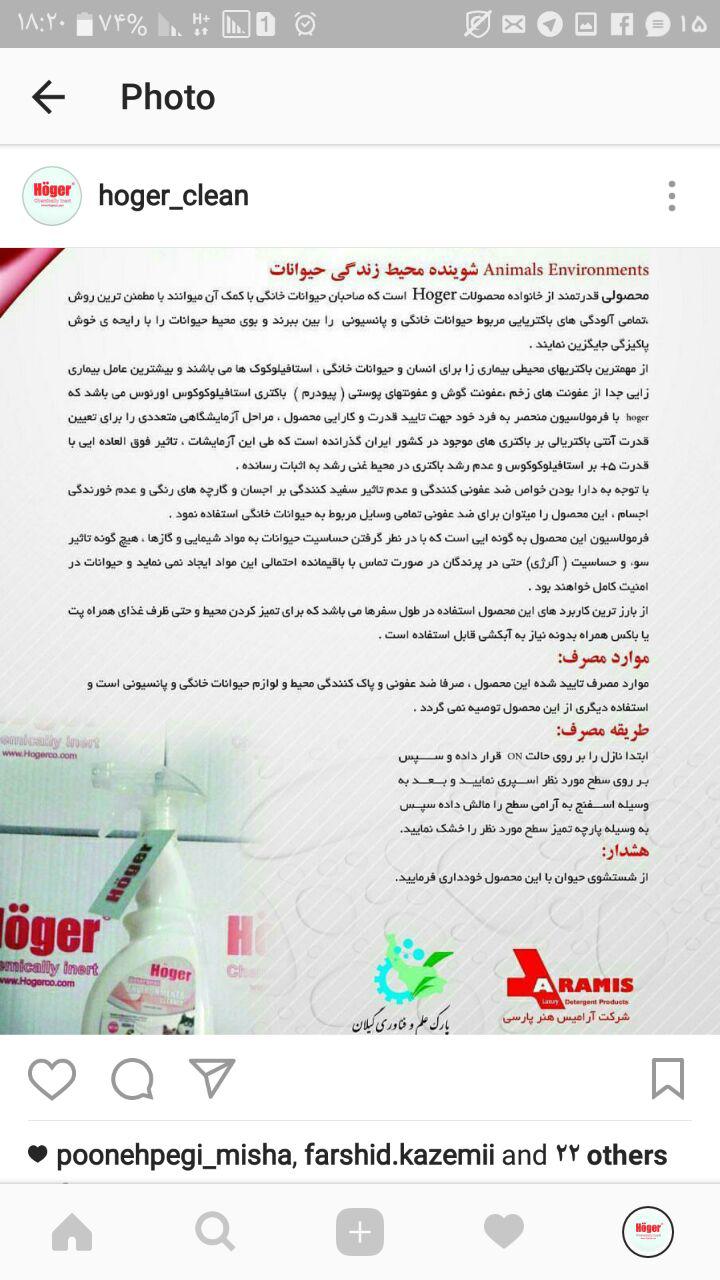 ۱۸:۲۰ ۷۴% H+ 1 ۱۵
Photo
Höger
Chemically inert
hoger_clean
شوینده محیط زندگی حیوانات Animals Environments
محصولی قدرتمند از خانواده محصولات Hoger است که صاحبان حیوانات خانگی با کمک آن میوانند با مطمئن ترین روش
،تمامی آلودگی های باکتریایی مربوط حیوانات خانگی و پانسیونی را بین ببرند و بوی محیط حیوانات را با رایحه ی خوش
پاکیزگی جایگزین نمایند .
از مهمترین باکتریهای محیطی بیماری زا برای انسان و حیوانات خانگی ، استافیلوکوک ها می باشند و بیشترین عامل بیماری
زایی جدا از عفونت های زخم ،عفونت گوش و عفونتهای پوستی ( پیودرم ) باکتری استافیلوکوکوس اورئوس می باشد که
hoger با فرمولاسیون منحصر به فرد خود جهت تایید قدرت و کارایی محصول ، مراحل آزمایشگاهی متعددی را برای تعیین
قدرت آنتی باکتریالی بر باکتری های موجود در کشور ایران گذرانده است که طی این آزمایشات ، تاثیر فوق العاده ایی با
قدرت ۵+ بر استافیلوکوکوس و عدم رشد باکتری در محیط غنی رشد به اثبات رسانده .
با توجه به دارا بودن خواص ضد عفونی کنندگی و عدم تاثیر سفید کنندگی بر اجسان و گارچه های رنگی و عدم خورندگی
اجسام ، این محصول را میتوان برای ضد عفونی تمامی وسایل مربوط به حیوانات خانگی استفاده نمود .
فرمولاسیون این محصول به گونه ایی است که با در نظر گرفتن حساسیت حیوانات به مواد شیمیایی و گازها ، هیچ گونه تاثیر
سوء و حساسیت ( آلرژی) حتی در پرندگان در صورت تماس با باقیمانده احتمالی این مواد ایجاد نمی نماید و حیوانات در
امنیت کامل خواهند بود .
از بارز ترین کاربرد های این محصول استفاده در طول سفرها می باشد که برای تمیز کردن محیط و حتی ظرف غذای همراه پت
یا باکس همراه بدونه نیاز به آبکشی قابل استفاده است .
موارد مصرف:
موارد مصرف تایید شده این محصول ، صرفا ضد عفونی و پاک کنندگی محیط و لوازم حیوانات خانگی و پانسیونی است و
استفاده دیگری از این محصول توصیه نمی گردد .
طریقه مصرف:
ابتدا نازل را بر روی حالت ON قرار داده و سپس
بر روی سطح مورد نظر اسپری نمایید و بعد به
وسیله اسفنج به آرامی سطح را مالش داده سپس
به وسیله پارچه تمیز سطح مورد نظر را خشک نمایید.
هشدار:
از شستشوی حیوان با این محصول خودداری فرمایید.
emically inert
www.Hogerco.com
Höger
öger
emically inert
www.Hogerco.com
H
Che
Höger
ARAMIS
Luxury Detergent Products
شرکت آرامیس هنر پارسی
پارک علم و فناوری گیلان
poonehpegi_misha, farshid.kazemii and ۲۲ others
Höger